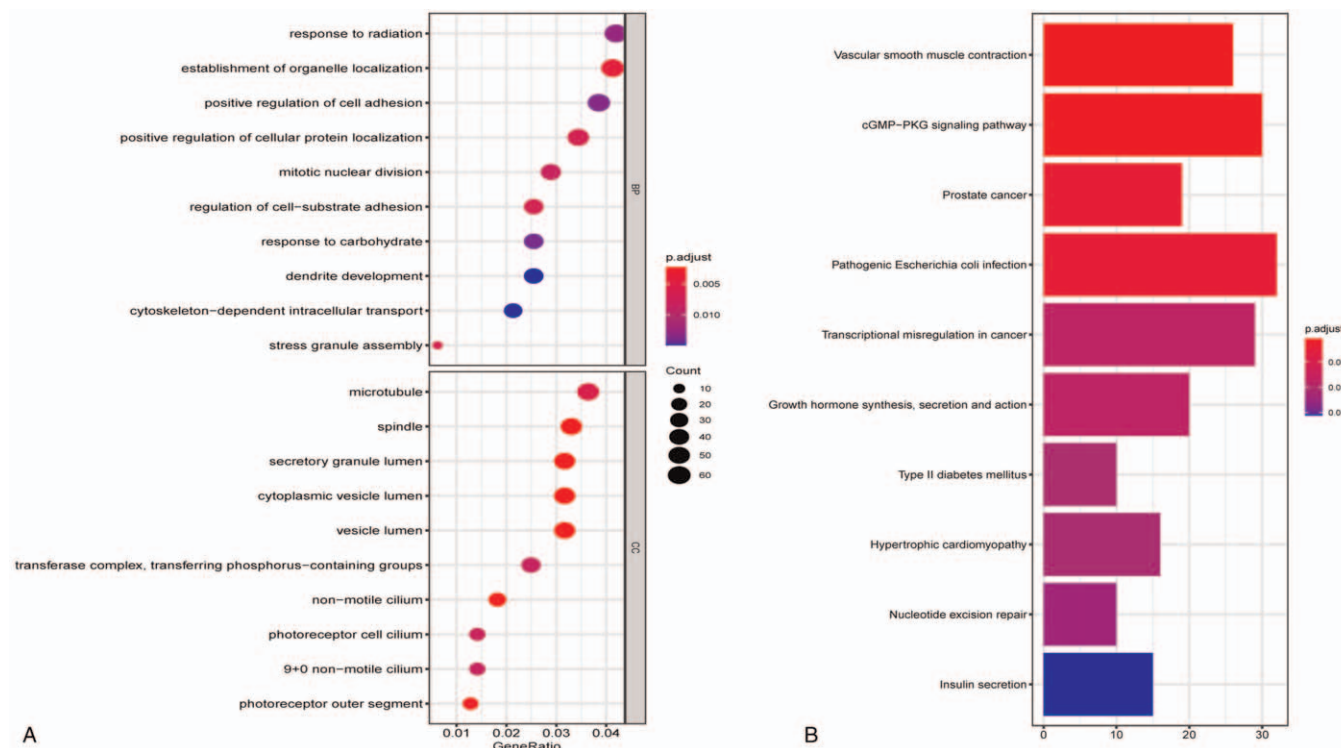 response to radiation
establishment of organelle localization
positive regulation of cell adhesion
positive regulation of cellular protein localization
mitotic nuclear division
regulation of cell−substrate adhesion
response to carbohydrate
dendrite development
cytoskeleton−dependent intracellular transport
stress granule assembly
BP
microtubule
spindle
secretory granule lumen
cytoplasmic vesicle lumen
vesicle lumen
transferase complex, transferring phosphorus−containing groups
non−motile cilium
photoreceptor cell cilium
9+0 non−motile cilium
photoreceptor outer segment
CC
0.01 0.02 0.03 0.04
GeneRatio
A
p.adjust
0.005
0.010
Count
10
20
30
40
50
60
Vascular smooth muscle contraction
cGMP−PKG signaling pathway
Prostate cancer
Pathogenic Escherichia coli infection
Transcriptional misregulation in cancer
Growth hormone synthesis, secretion and action
Type II diabetes mellitus
Hypertrophic cardiomyopathy
Nucleotide excision repair
Insulin secretion
0 10 20 30
B
p.adjust
0.0
0.0
0.0